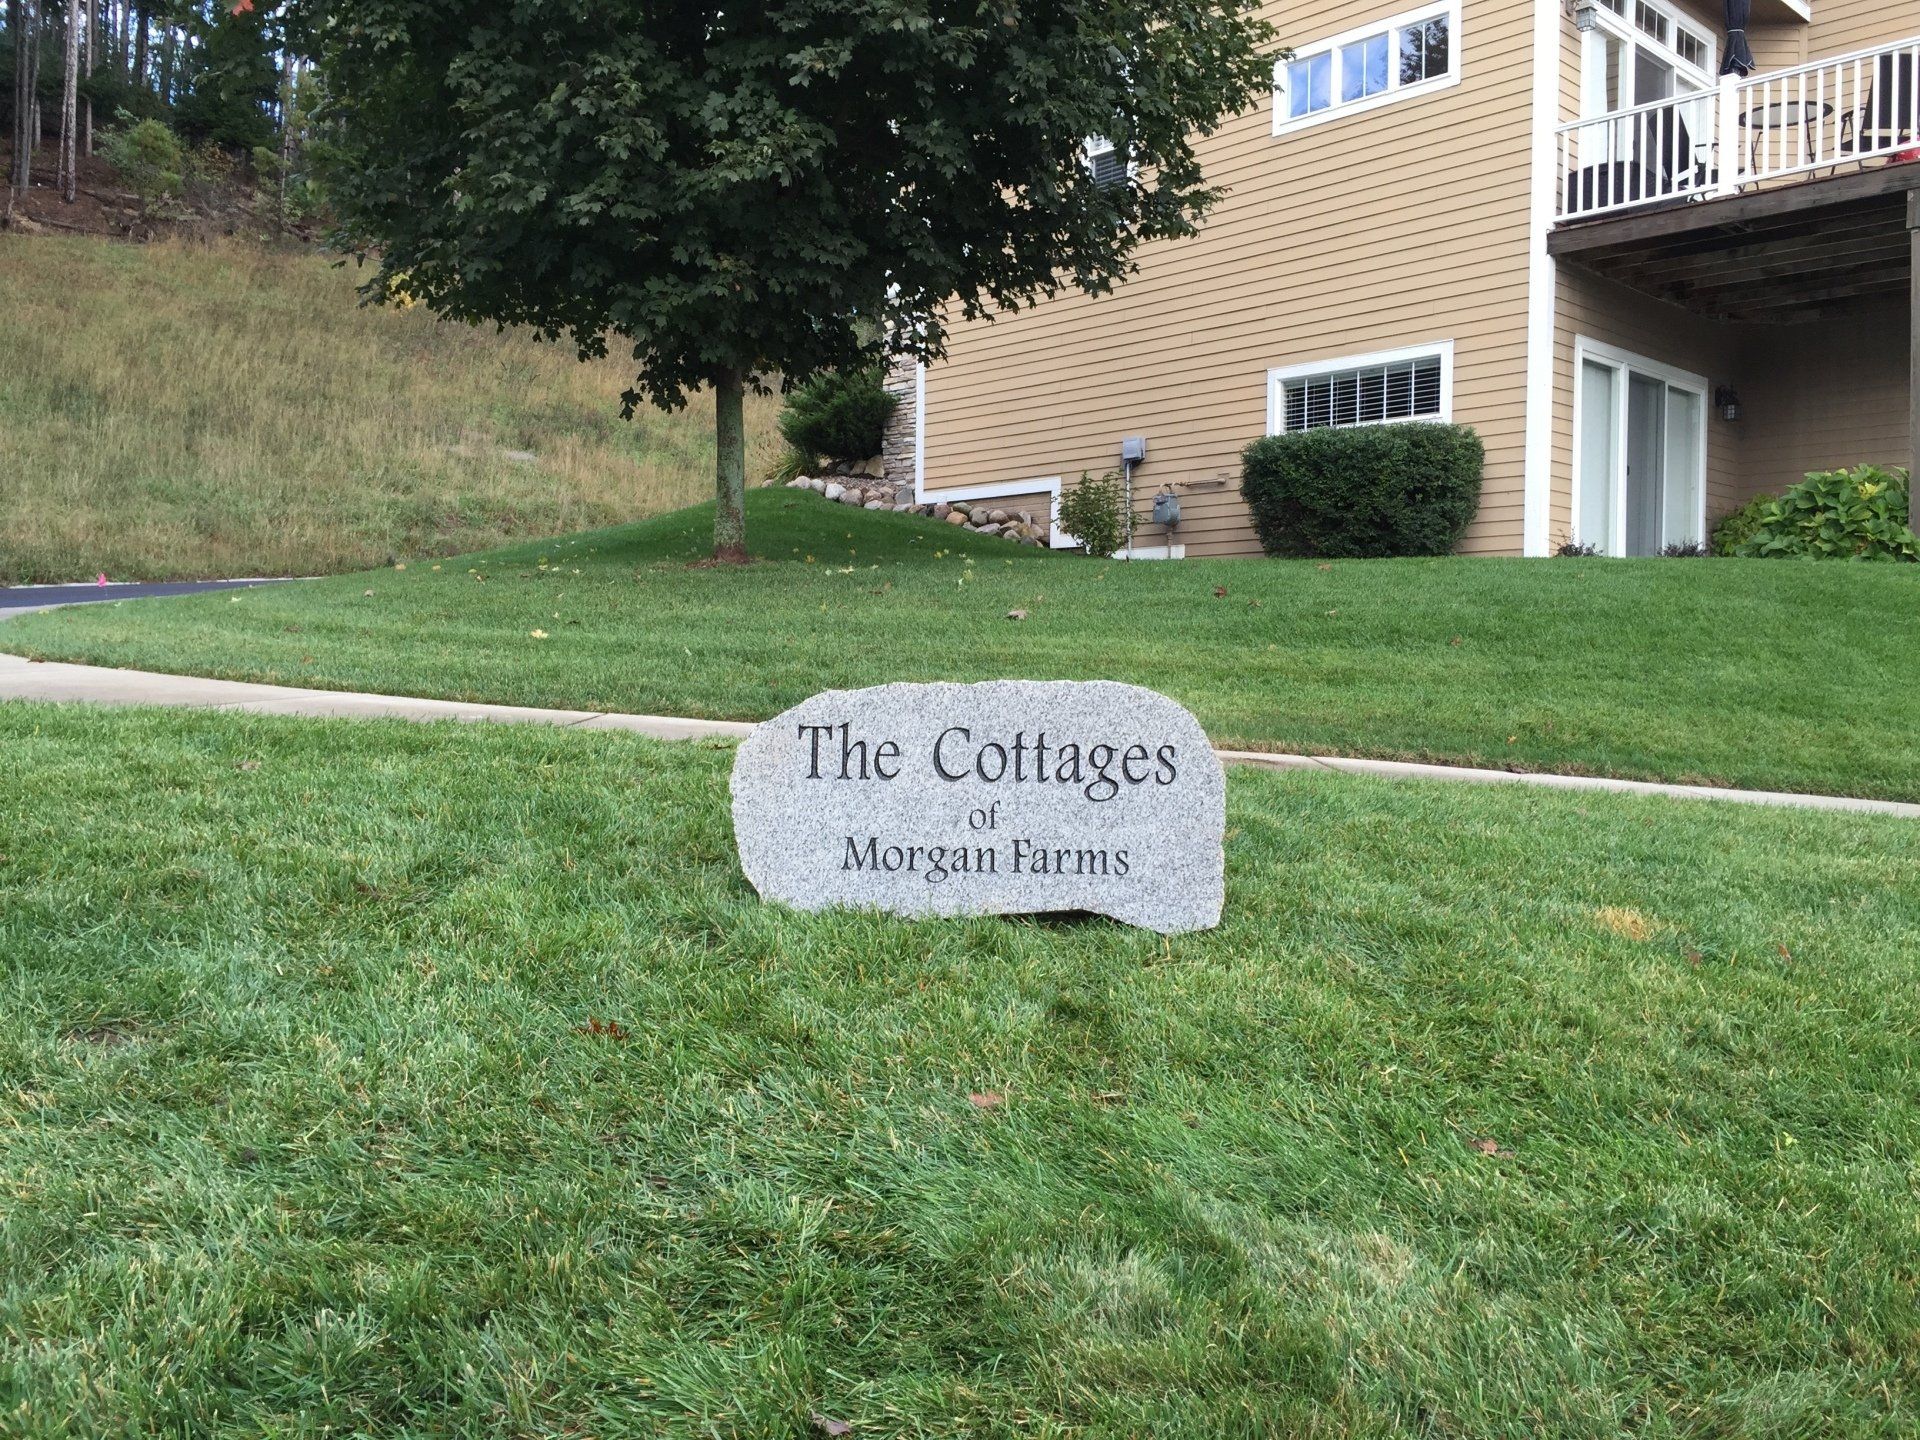 The Cottages
of
Morgan Farms